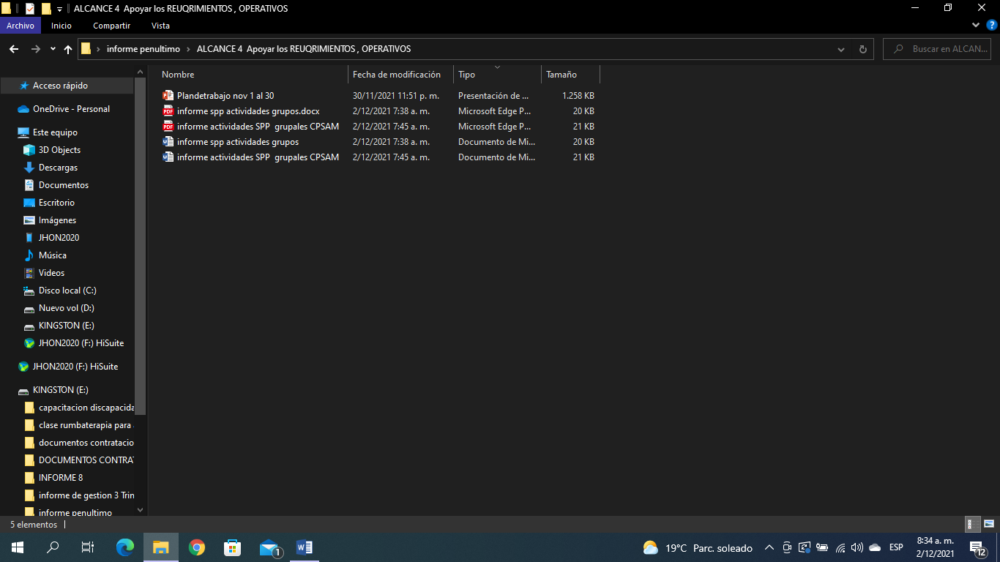 ALCANCE 4 Apoyar los REUQRIMIENTOS , OPERATIVOS
Archivo Inicio Compartir Vista
informe penultimo ALCANCE 4 Apoyar los REUQRIMIENTOS , OPERATIVOS Buscar en ALCAN...
Nombre Fecha de modificación Tipo Tamaño
Plandetrabajo nov 1 al 30 30/11/2021 11:51 p. m. Presentación de ... 1.258 KB
informe spp actividades grupos.docx 2/12/2021 7:38 a. m. Microsoft Edge P... 20 KB
informe actividades SPP grupales CPSAM 2/12/2021 7:45 a. m. Microsoft Edge P... 21 KB
informe spp actividades grupos 2/12/2021 7:38 a. m. Documento de Mi... 20 KB
informe actividades SPP grupales CPSAM 2/12/2021 7:45 a. m. Documento de Mi... 21 KB
Acceso rápido
OneDrive - Personal
Este equipo
3D Objects
Descargas
Documentos
Escritorio
Imágenes
JHON2020
Música
Videos
Disco local (C:)
Nuevo vol (D:)
KINGSTON (E:)
JHON2020 (F:) HiSuite
JHON2020 (F:) HiSuite
KINGSTON (E:)
capacitacion discapacida
clase rumbaterapia para
documentos contratacio
DOCUMENTOS CONTRAT
INFORME 8
informe de gestion 3 Trin
informe penultimo
5 elementos
19°C Parc. soleado ESP 8:34 a. m.
2/12/2021
1
12